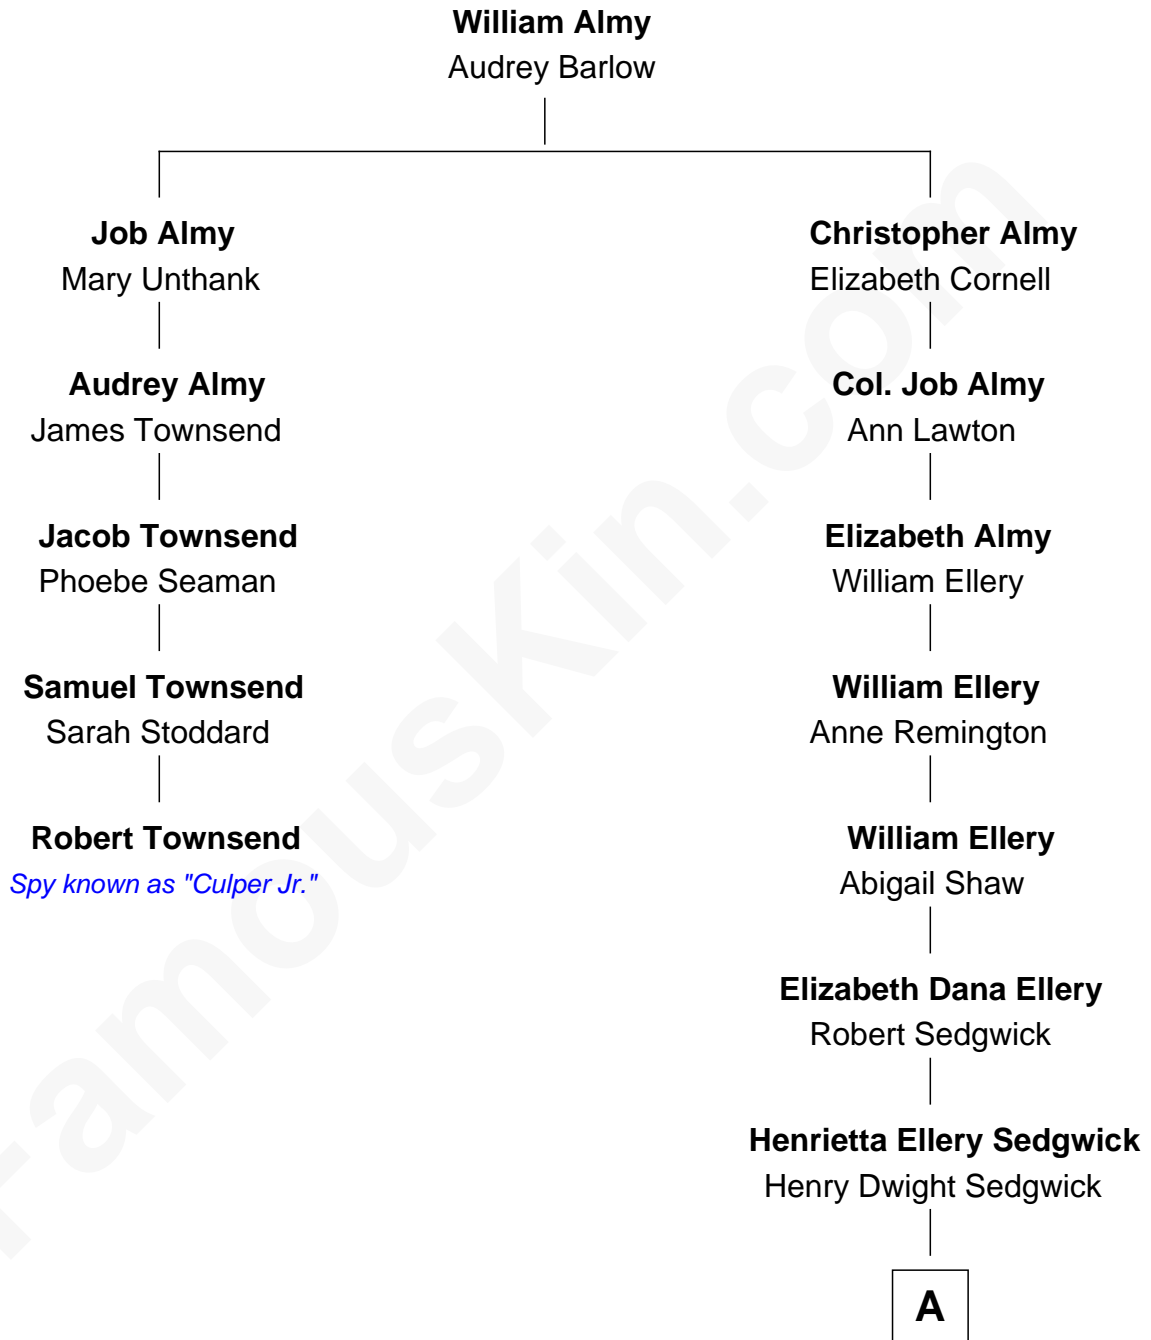 William Almy
Audrey Barlow
Job Almy
Mary Unthank
Christopher Almy
Elizabeth Cornell
Audrey Almy
James Townsend
Col. Job Almy
Ann Lawton
Jacob Townsend
Phoebe Seaman
Elizabeth Almy
William Ellery
Samuel Townsend
Sarah Stoddard
William Ellery
Anne Remington
Robert Townsend
Spy known as "Culper Jr."
William Ellery
Abigail Shaw
Elizabeth Dana Ellery
Robert Sedgwick
Henrietta Ellery Sedgwick
Henry Dwight Sedgwick
A
FamousKin.com